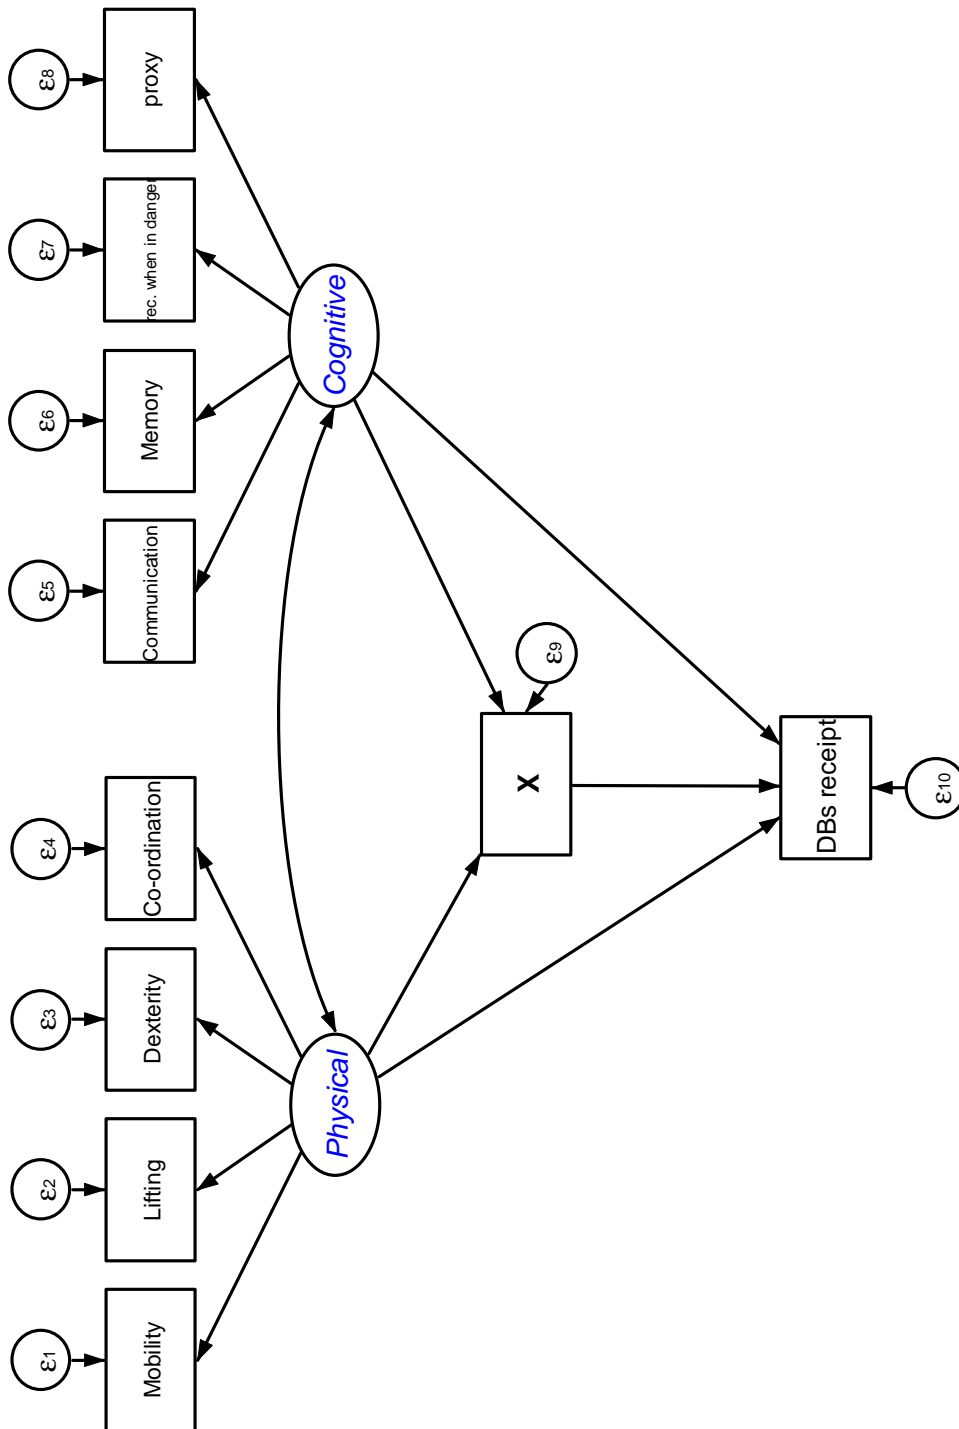 ε1
ε2
ε3
ε4
ε5
ε6
ε7
ε8
Mobility
Lifting
Dexterity
Co-ordination
Communication
Memory
rec. when in danger
proxy
Physical
Cognitive
X
ε9
DBs receipt
ε10